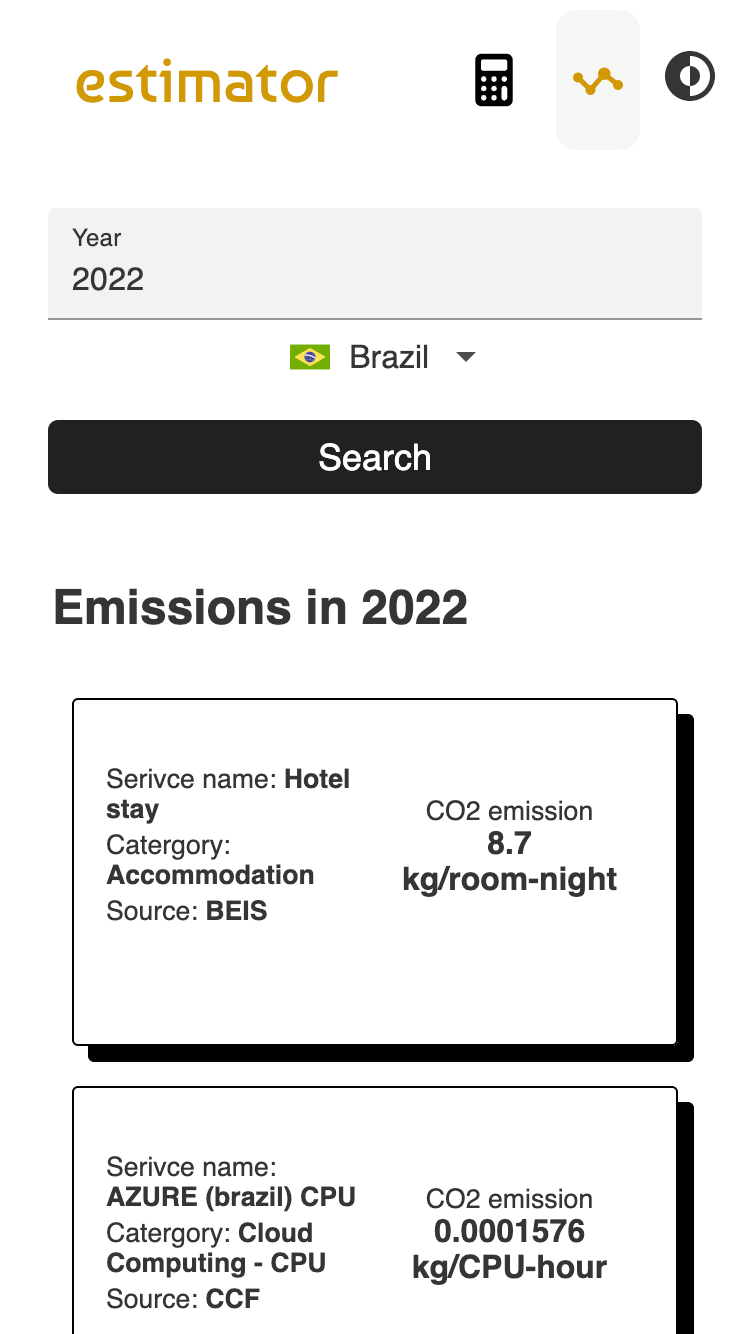 estimator
Year
2022
Brazil
Search
Emissions in 2022
Serivce name: Hotel
stay
Catergory:
Accommodation
Source: BEIS
CO2 emission
8.7
kg/room-night
Serivce name:
AZURE (brazil) CPU
Catergory: Cloud
Computing - CPU
Source: CCF
CO2 emission
0.0001576
kg/CPU-hour